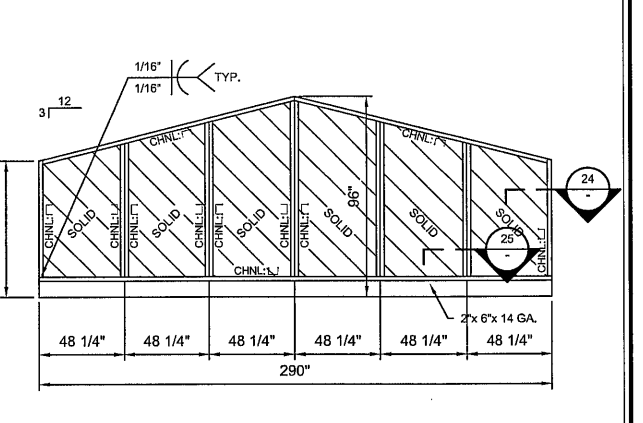 1/16"
1/16"
TYP.
12
3
CHNL:
CHNL:
96"
24
-
CHNL:
SOLID
CHNL:
SOLID
CHNL:
SOLID
CHNL:
SOLID
SOLID
SOLID
25
-
CHNL:
CHNL:
2"x 6"x 14 GA.
48 1/4"
48 1/4"
48 1/4"
48 1/4"
48 1/4"
48 1/4"
290"